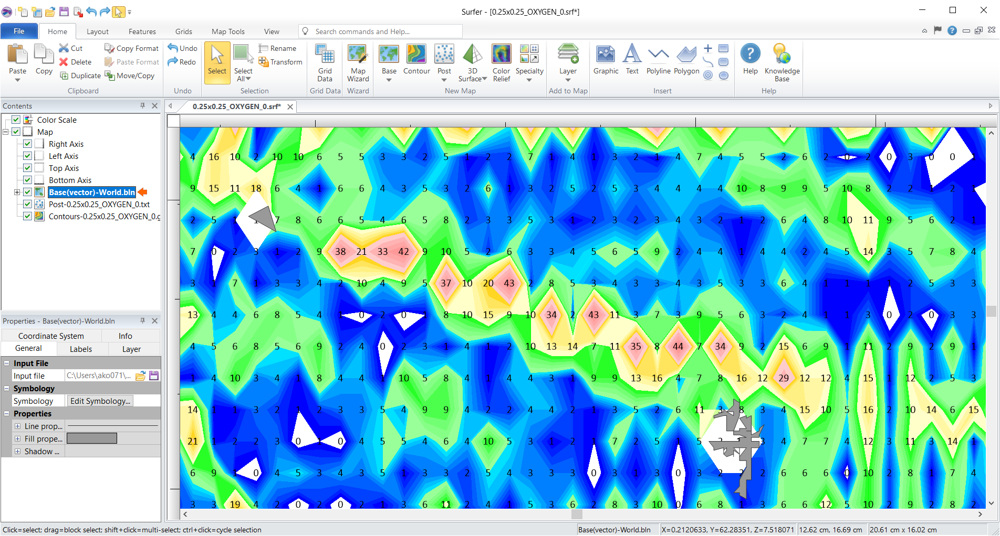 Surfer - [0.25x0.25_OXYGEN_0.srf*]
File Home Layout Features Grids Map Tools View Search commands and Help...
Paste Copy Cut Delete Duplicate Copy Format Paste Format Move/Copy Undo Redo Select Select All Rename Transform Grid Data Map Wizard Base Contour Post 3D Surface Color Relief Specialty Layer Graphic Text Polyline Polygon Help Knowledge Base
Clipboard Undo Selection Grid Data Wizard New Map Add to Map Insert Help
Contents
Color Scale
Map
Right Axis
Left Axis
Top Axis
Bottom Axis
Base(vector)-World.bln
Post-0.25x0.25_OXYGEN_0.txt
Contours-0.25x0.25_OXYGEN_0.g
Properties - Base(vector)-World.bln
Coordinate System Info
General Labels Layer
Input File
Input file C:\Users\ako071\...
Symbology
Symbology Edit Symbology...
Properties
Line prop...
Fill prope...
Shadow ...
0.25x0.25_OXYGEN_0.srf*
4 16 10 2 10 10 6 5 5 3 3 2 5 1 2 2 7 1 4 1 3 2 1 4 7 4 5 5 2 6 2 0 2 0 3 0 0 1
9 15 11 18 6 4 1 6 6 4 3 5 3 2 6 1 3 2 5 2 5 3 4 4 4 4 10 8 9 9 5 10 8 2 2 1 2 1
2 5 1 1 7 8 6 6 5 4 6 5 8 2 3 3 5 3 1 2 3 2 3 4 3 2 1 2 6 4 8 10 11 9 5 6 2 1
7 0 2 3 1 2 9 38 21 33 42 9 10 5 2 6 3 3 4 5 6 5 9 2 4 4 1 4 4 2 4 5 14 3 5 7 8 4
3 1 7 1 3 3 4 2 10 4 9 5 37 10 20 43 2 8 5 3 4 3 3 4 3 5 3 3 6 4 1 1 1 1 2 5 3 3
13 4 4 6 8 5 4 1 0 2 0 1 8 10 15 9 10 34 2 43 11 3 7 3 9 5 6 3 2 4 1 1 3 0 2 0 3 3
4 5 6 8 5 6 9 2 4 0 2 3 1 4 1 2 10 13 14 7 11 35 8 44 7 34 9 2 15 6 9 1 11 2 9 2 9 1
1 4 10 3 4 1 8 4 4 1 10 5 8 4 1 4 4 3 1 9 9 13 16 4 7 8 16 12 29 12 12 4 15 1 12 2 5 3
14 1 1 3 2 1 2 3 3 5 4 9 9 4 2 2 4 4 2 1 3 5 2 6 11 3 8 3 4 15 10 5 16 2 10 14 6 15
21 1 2 2 3 0 1 0 4 5 5 4 6 4 10 5 3 1 2 1 7 2 5 1 5 2 1 3 4 7 7 4 12 3 11 3 14 1
6 9 1 0 4 5 3 4 3 5 1 3 3 2 5 4 3 3 3 0 3 1 3 0 3 2 2 2 6 6 6 0 10 2 8 1 7 4
3 3 19 4 2 0 2 0 2 1 3 6 11 2 4 1 5 3 6 2 8 3 10 0 6 8 1 3 6 6 12 5 10 2 9 2 8 2
Click=select; drag=block select; shift+click=multi-select; ctrl+click=cycle selection Base(vector)-World.bln X=0.2120633, Y=62.28351, Z=7.518071 12.62 cm, 16.69 cm 20.61 cm x 16.02 cm